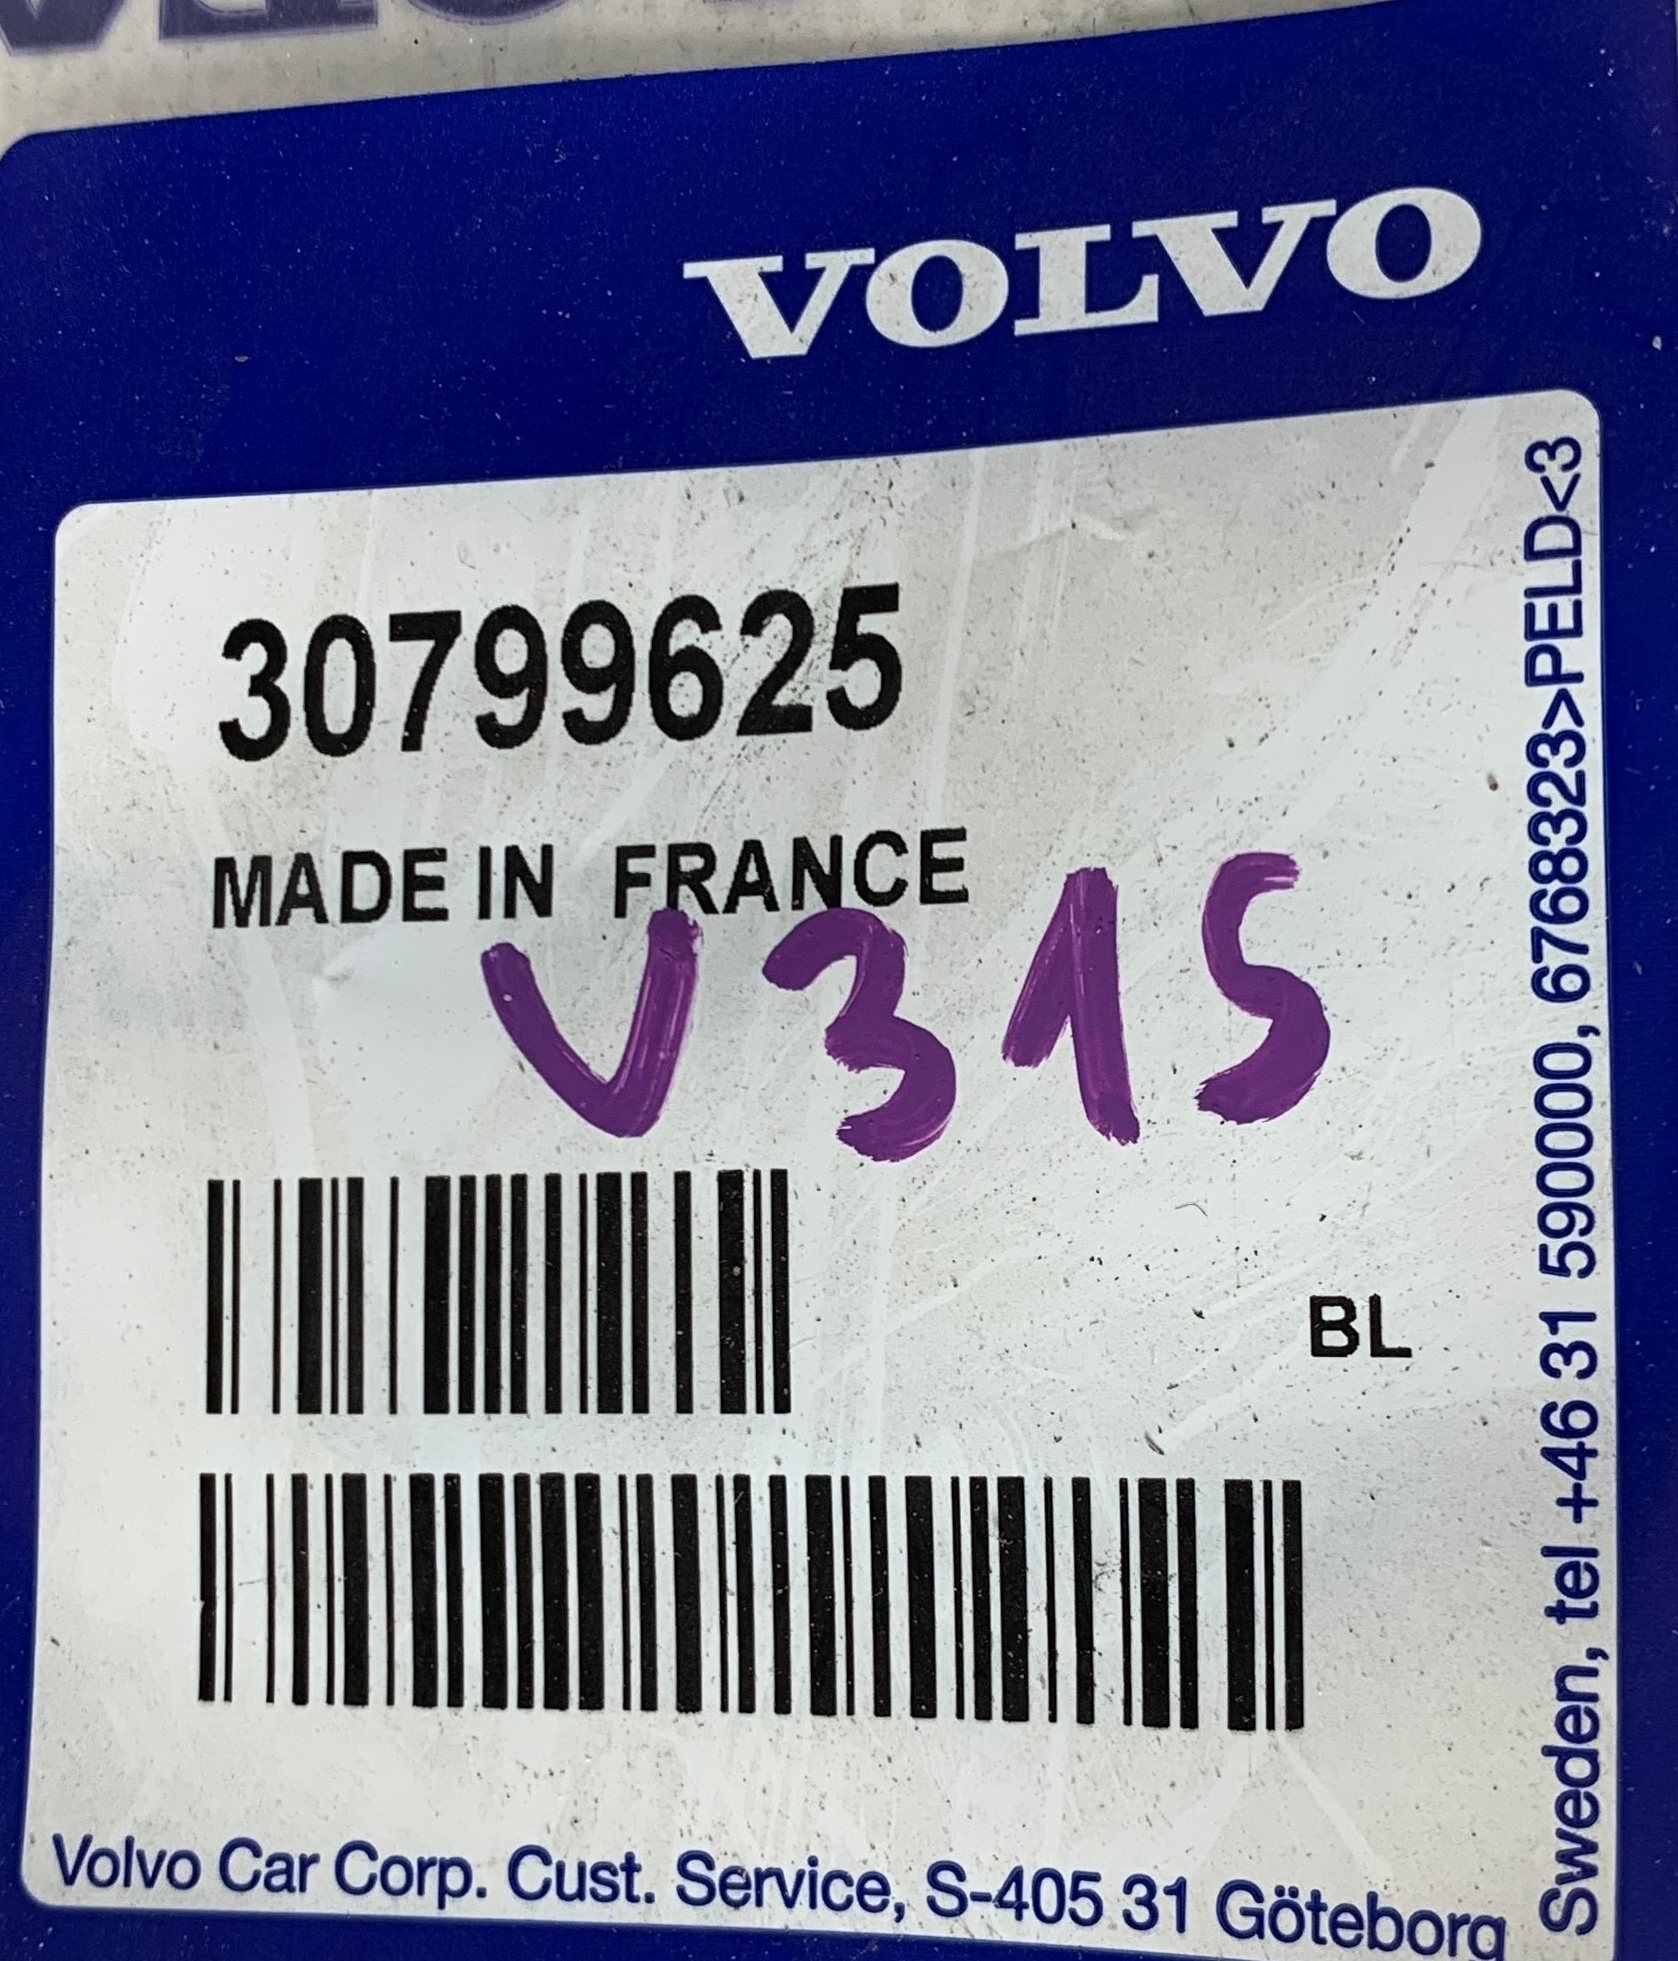 VOLVO
30799625
MADE IN FRANCE
V315
BL
Volvo Car Corp. Cust. Service, S-405 31 Göteborg
Sweden, tel +46 31 590000, 6768323>PELD<3